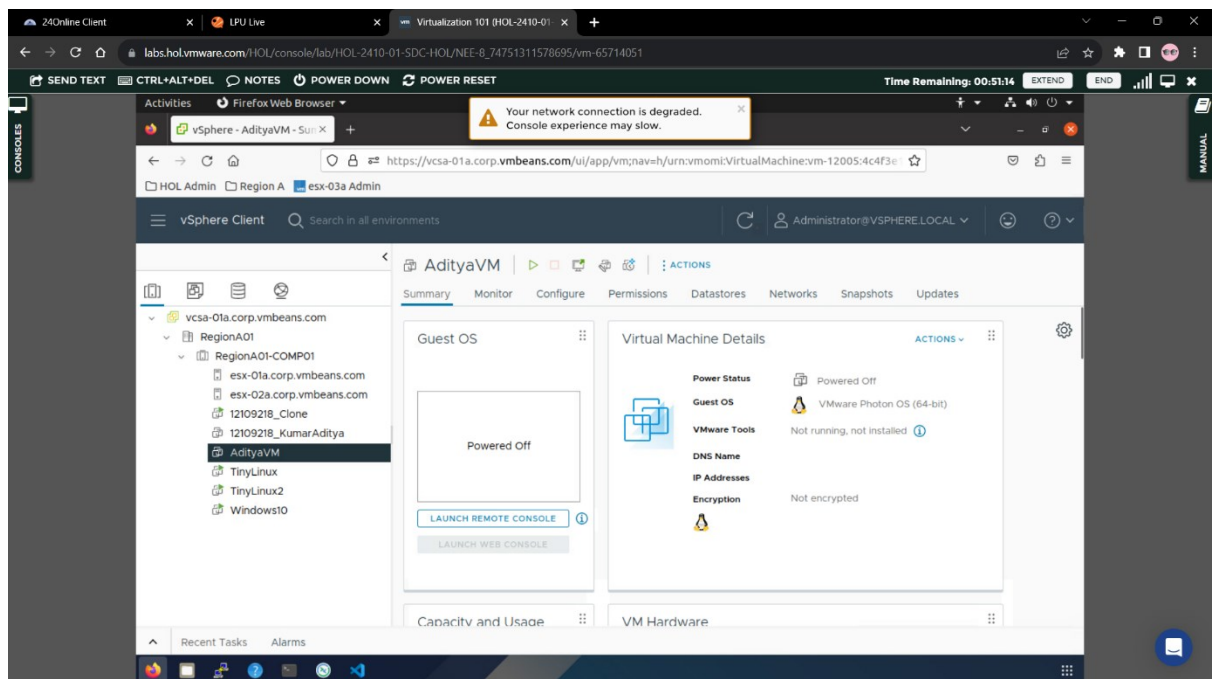 24Online Client
LPU Live
Virtualization 101 (HOL-2410-01-
labs.hol.vmware.com/HOL/console/lab/HOL-2410-01-SDC-HOL/NEE-8_74751311578695/vm-65714051
SEND TEXT CTRL+ALT+DEL NOTES POWER DOWN POWER RESET Time Remaining: 00:51:14 EXTEND END
CONSOLES
MANUAL
Activities Firefox Web Browser
Your network connection is degraded.
Console experience may slow.
vSphere - AdityaVM - Sum
https://vcsa-01a.corp.vmbeans.com/ui/app/vm;nav=h/urn:vmomi:VirtualMachine:vm-12005:4c4f3e
HOL Admin Region A esx-03a Admin
vSphere Client Search in all environments Administrator@VSPHERE.LOCAL
AdityaVM ACTIONS
Summary Monitor Configure Permissions Datastores Networks Snapshots Updates
vcsa-01a.corp.vmbeans.com
RegionA01
RegionA01-COMP01
esx-01a.corp.vmbeans.com
esx-02a.corp.vmbeans.com
12109218_Clone
12109218_KumarAditya
AdityaVM
TinyLinux
TinyLinux2
Windows10
Guest OS
Powered Off
LAUNCH REMOTE CONSOLE
LAUNCH WEB CONSOLE
Virtual Machine Details ACTIONS
Power Status Powered Off
Guest OS VMware Photon OS (64-bit)
VMware Tools Not running, not installed
DNS Name
IP Addresses
Encryption Not encrypted
Capacity and Usage
VM Hardware
Recent Tasks Alarms